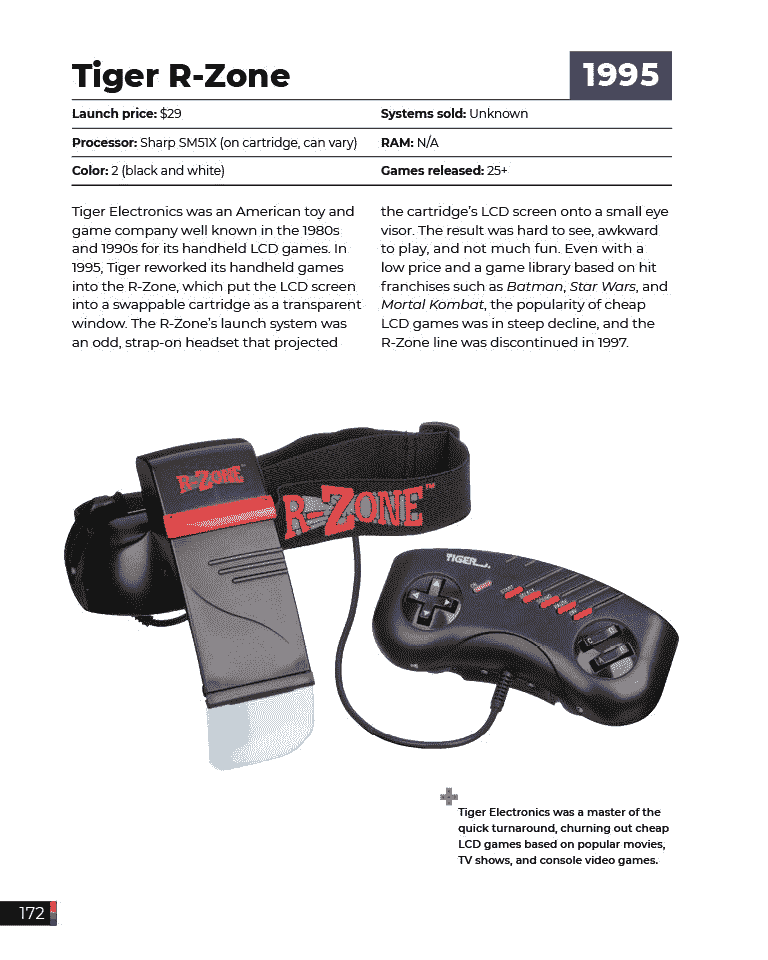 Tiger R-Zone
1995
Launch price: $29
Systems sold: Unknown
Processor: Sharp SM51X (on cartridge, can vary)
RAM: N/A
Color: 2 (black and white)
Games released: 25+
Tiger Electronics was an American toy and
game company well known in the 1980s
and 1990s for its handheld LCD games. In
1995, Tiger reworked its handheld games
into the R-Zone, which put the LCD screen
into a swappable cartridge as a transparent
window. The R-Zone's launch system was
an odd, strap-on headset that projected
the cartridge's LCD screen onto a small eye
visor. The result was hard to see, awkward
to play, and not much fun. Even with a
low price and a game library based on hit
franchises such as Batman, Star Wars, and
Mortal Kombat, the popularity of cheap
LCD games was in steep decline, and the
R-Zone line was discontinued in 1997.
R-ZONE™
R-ZONE™
TIGER
Tiger Electronics was a master of the
quick turnaround, churning out cheap
LCD games based on popular movies,
TV shows, and console video games.
172